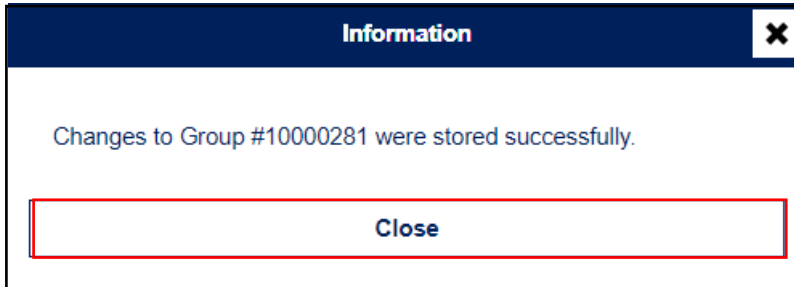 Information
Changes to Group #10000281 were stored successfully.
Close